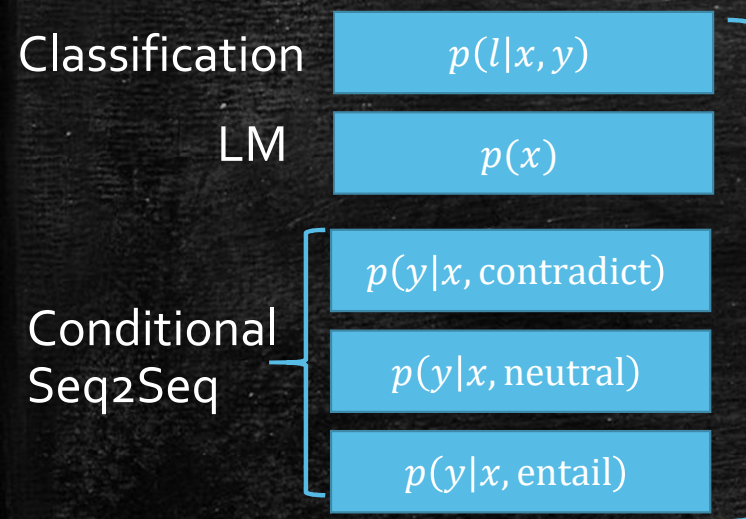 Classification
p(l|x, y)
LM
p(x)
Conditional
Seq2Seq
p(y|x, contradict)
p(y|x, neutral)
p(y|x, entail)